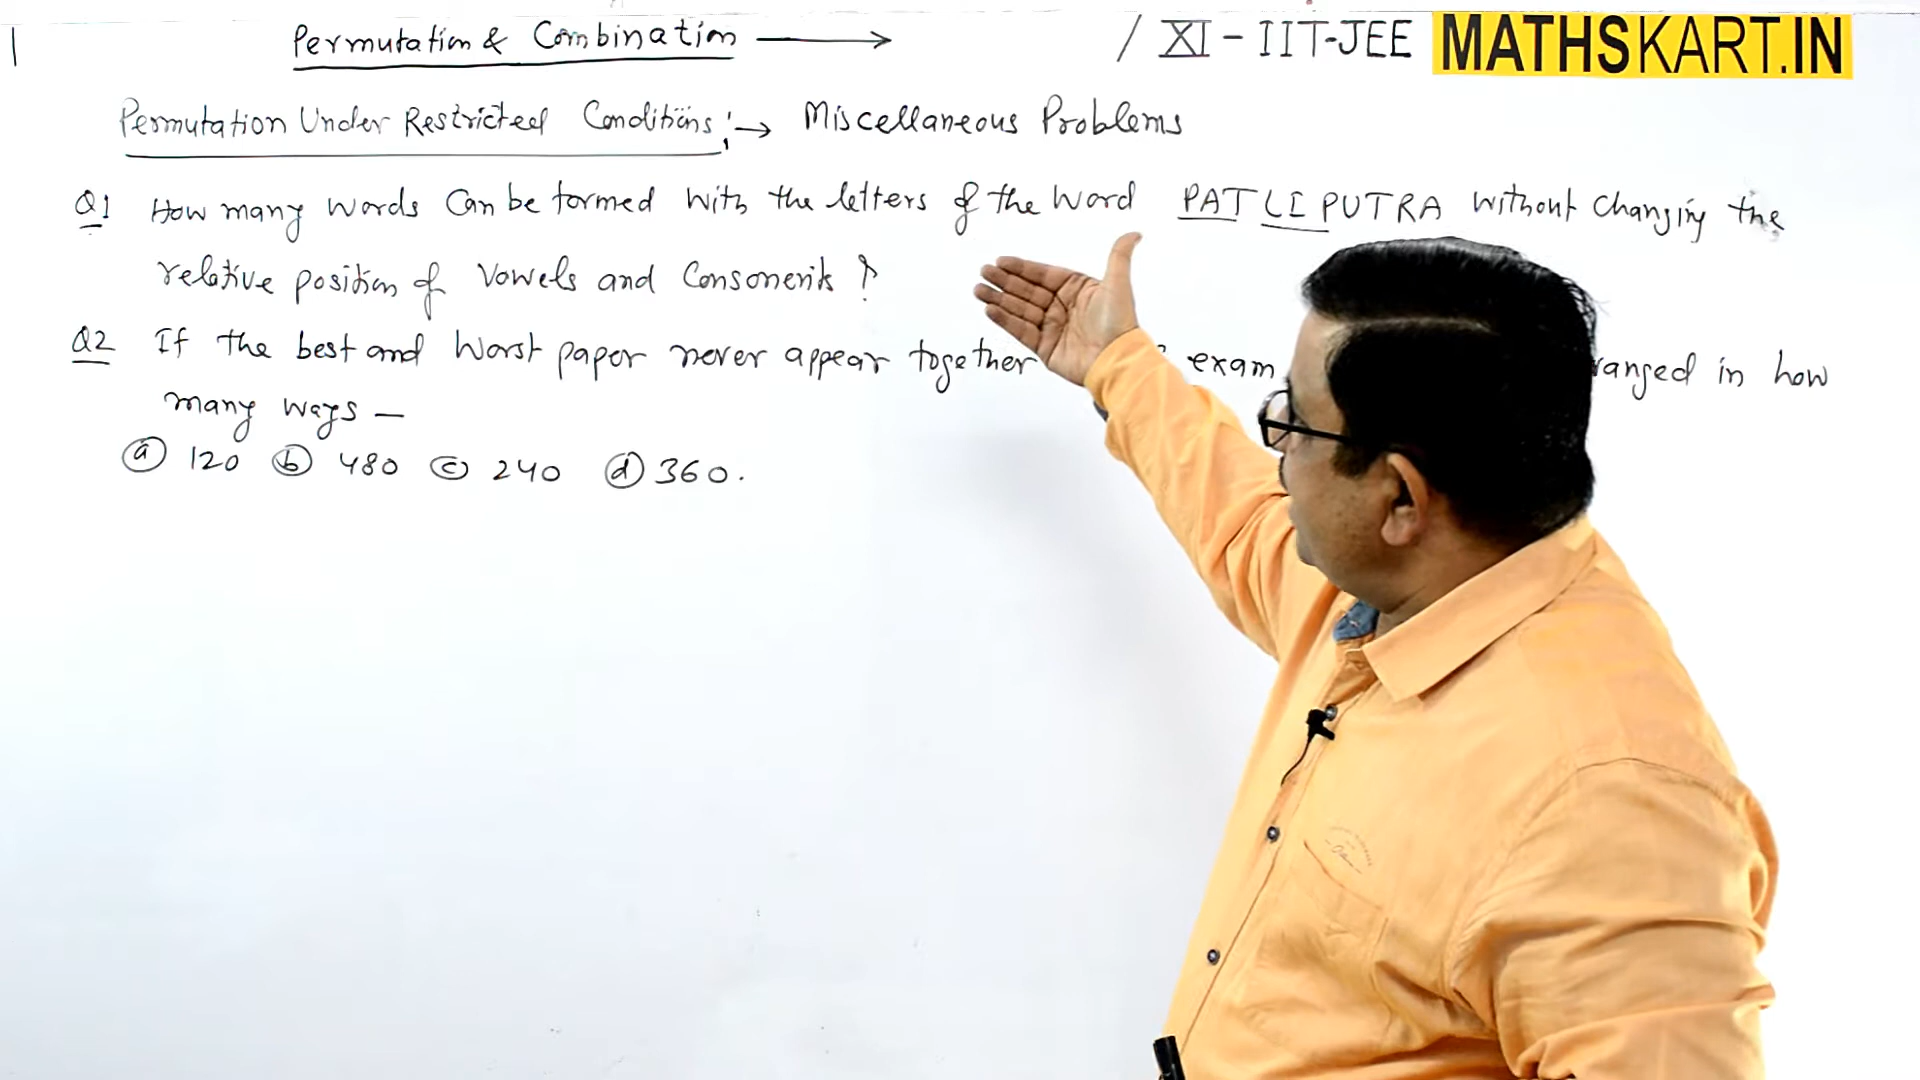 Permutation & Combination → / XI - IIT-JEE MATHSKART.IN
Permutation Under Restricted Conditions :→ Miscellaneous Problems
Q1 How many words can be formed with the letters of the word PATLIPUTRA without changing the
relative position of vowels and Consonents ?
Q2 If the best and worst paper never appear together exam ranged in how
many ways —
(a) 120 (b) 480 (c) 240 (d) 360.